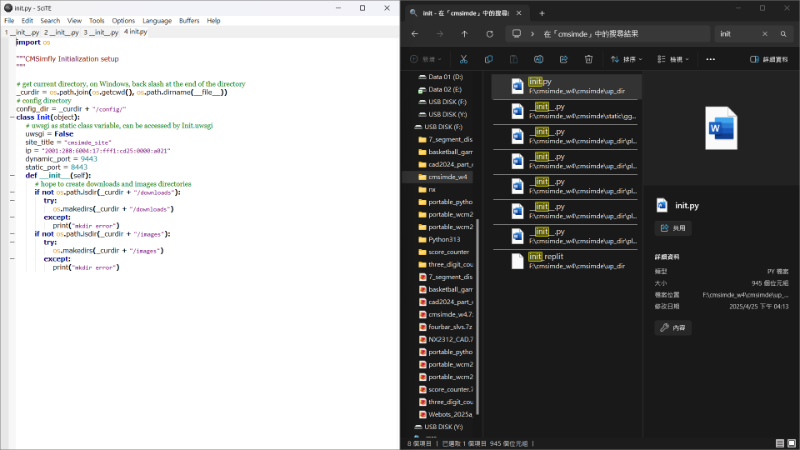 init.py - SciTE
File Edit Search View Tools Options Language Buffers Help
1 __init__.py 2 __init__.py 3 __init__.py 4 init.py
import os
"""CMSimfly Initialization setup
"""
# get current directory, on Windows, back slash at the end of the directory
_curdir = os.path.join(os.getcwd(), os.path.dirname(__file__))
# config directory
config_dir = _curdir + "/config/"
class Init(object):
# uwsgi as static class variable, can be accessed by Init.uwsgi
uwsgi = False
site_title = "cmsimde_site"
ip = "2001:288:6004:17:fff1:cd25:0000:a021"
dynamic_port = 9443
static_port = 8443
def __init__(self):
# hope to create downloads and images directories
if not os.path.isdir(_curdir + "/downloads"):
try:
os.makedirs(_curdir + "/downloads")
except:
print("mkdir error")
if not os.path.isdir(_curdir + "/images"):
try:
os.makedirs(_curdir + "/images")
except:
print("mkdir error")
init - 在「cmsimde」中的搜尋結果
在「cmsimde」中的搜尋結果
init
新增
排序
檢視
詳細資料
Data 01 (D:)
Data 02 (E:)
USB DISK (F:)
USB DISK (Y:)
USB DISK (F:)
7_segment_dis
basketball_gam
cad2024_part_
cmsimde_w4
nx
portable_pytho
portable_wcm2
portable_wcm2
Python313
score_counter
three_digit_cou
7_segment_dis
basketball_gam
cad2024_part_
cmsimde_w4.7z
fourbar_slvs.7z
NX2312_CAD.7
portable_pytho
portable_wcm2
portable_wcm2
score_counter.7
three_digit_cou
Webots_2025a
USB DISK (Y:)
init.py
F:\cmsimde_w4\cmsimde\up_dir
__init__.py
F:\cmsimde_w4\cmsimde\static\gg...
__init__.py
F:\cmsimde_w4\cmsimde\up_dir\pl...
__init__.py
F:\cmsimde_w4\cmsimde\up_dir\pl...
__init__.py
F:\cmsimde_w4\cmsimde\up_dir\pl...
__init__.py
F:\cmsimde_w4\cmsimde\up_dir\pl...
__init__.py
F:\cmsimde_w4\cmsimde\up_dir\pl...
init_replit
F:\cmsimde_w4\cmsimde\up_dir
init.py
共用
詳細資料
類型 PY 檔案
大小 945 個位元組
檔案位置 F:\cmsimde_w4\cmsimde\up_...
修改日期 2025/4/25 下午 04:13
內容
8 個項目 | 已選取 1 個項目 945 個位元組 |